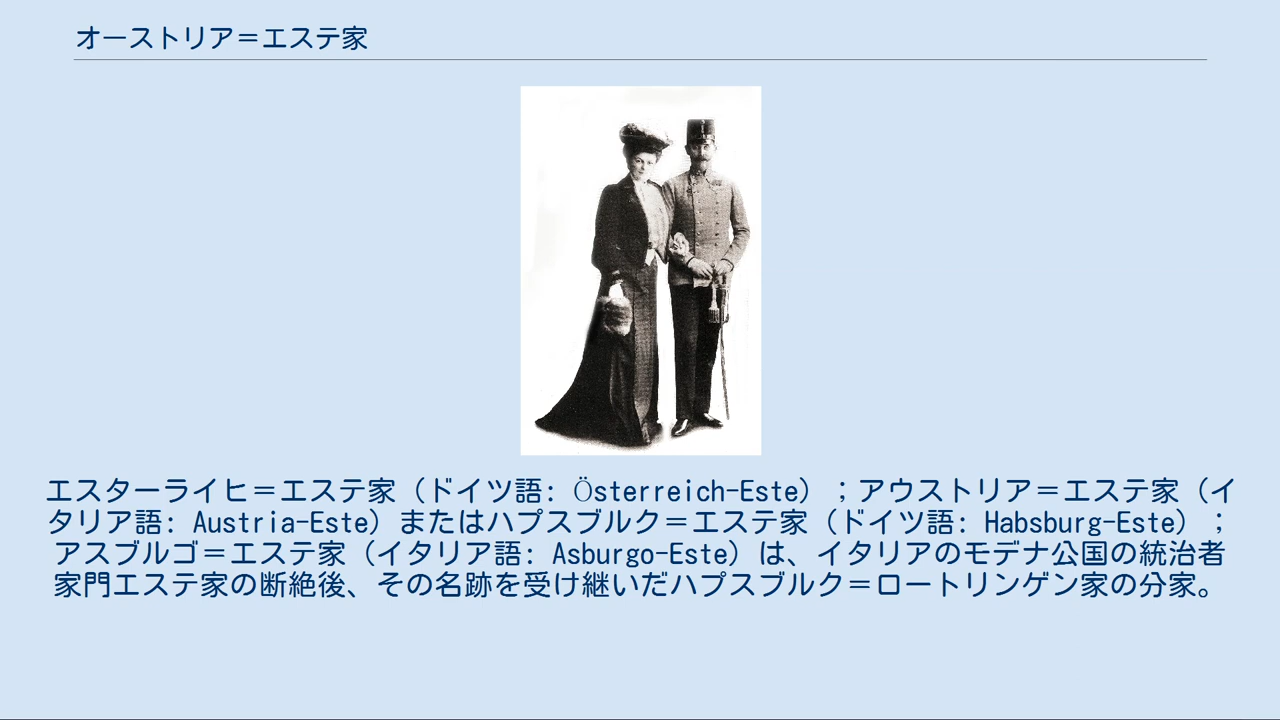 オーストリア＝エステ家
エスターライヒ＝エステ家（ドイツ語: Österreich-Este）；アウストリア＝エステ家（イ
タリア語: Austria-Este）またはハプスブルク＝エステ家（ドイツ語: Habsburg-Este）；
アスブルゴ＝エステ家（イタリア語: Asburgo-Este）は、イタリアのモデナ公国の統治者
家門エステ家の断絶後、その名跡を受け継いだハプスブルク＝ロートリンゲン家の分家。